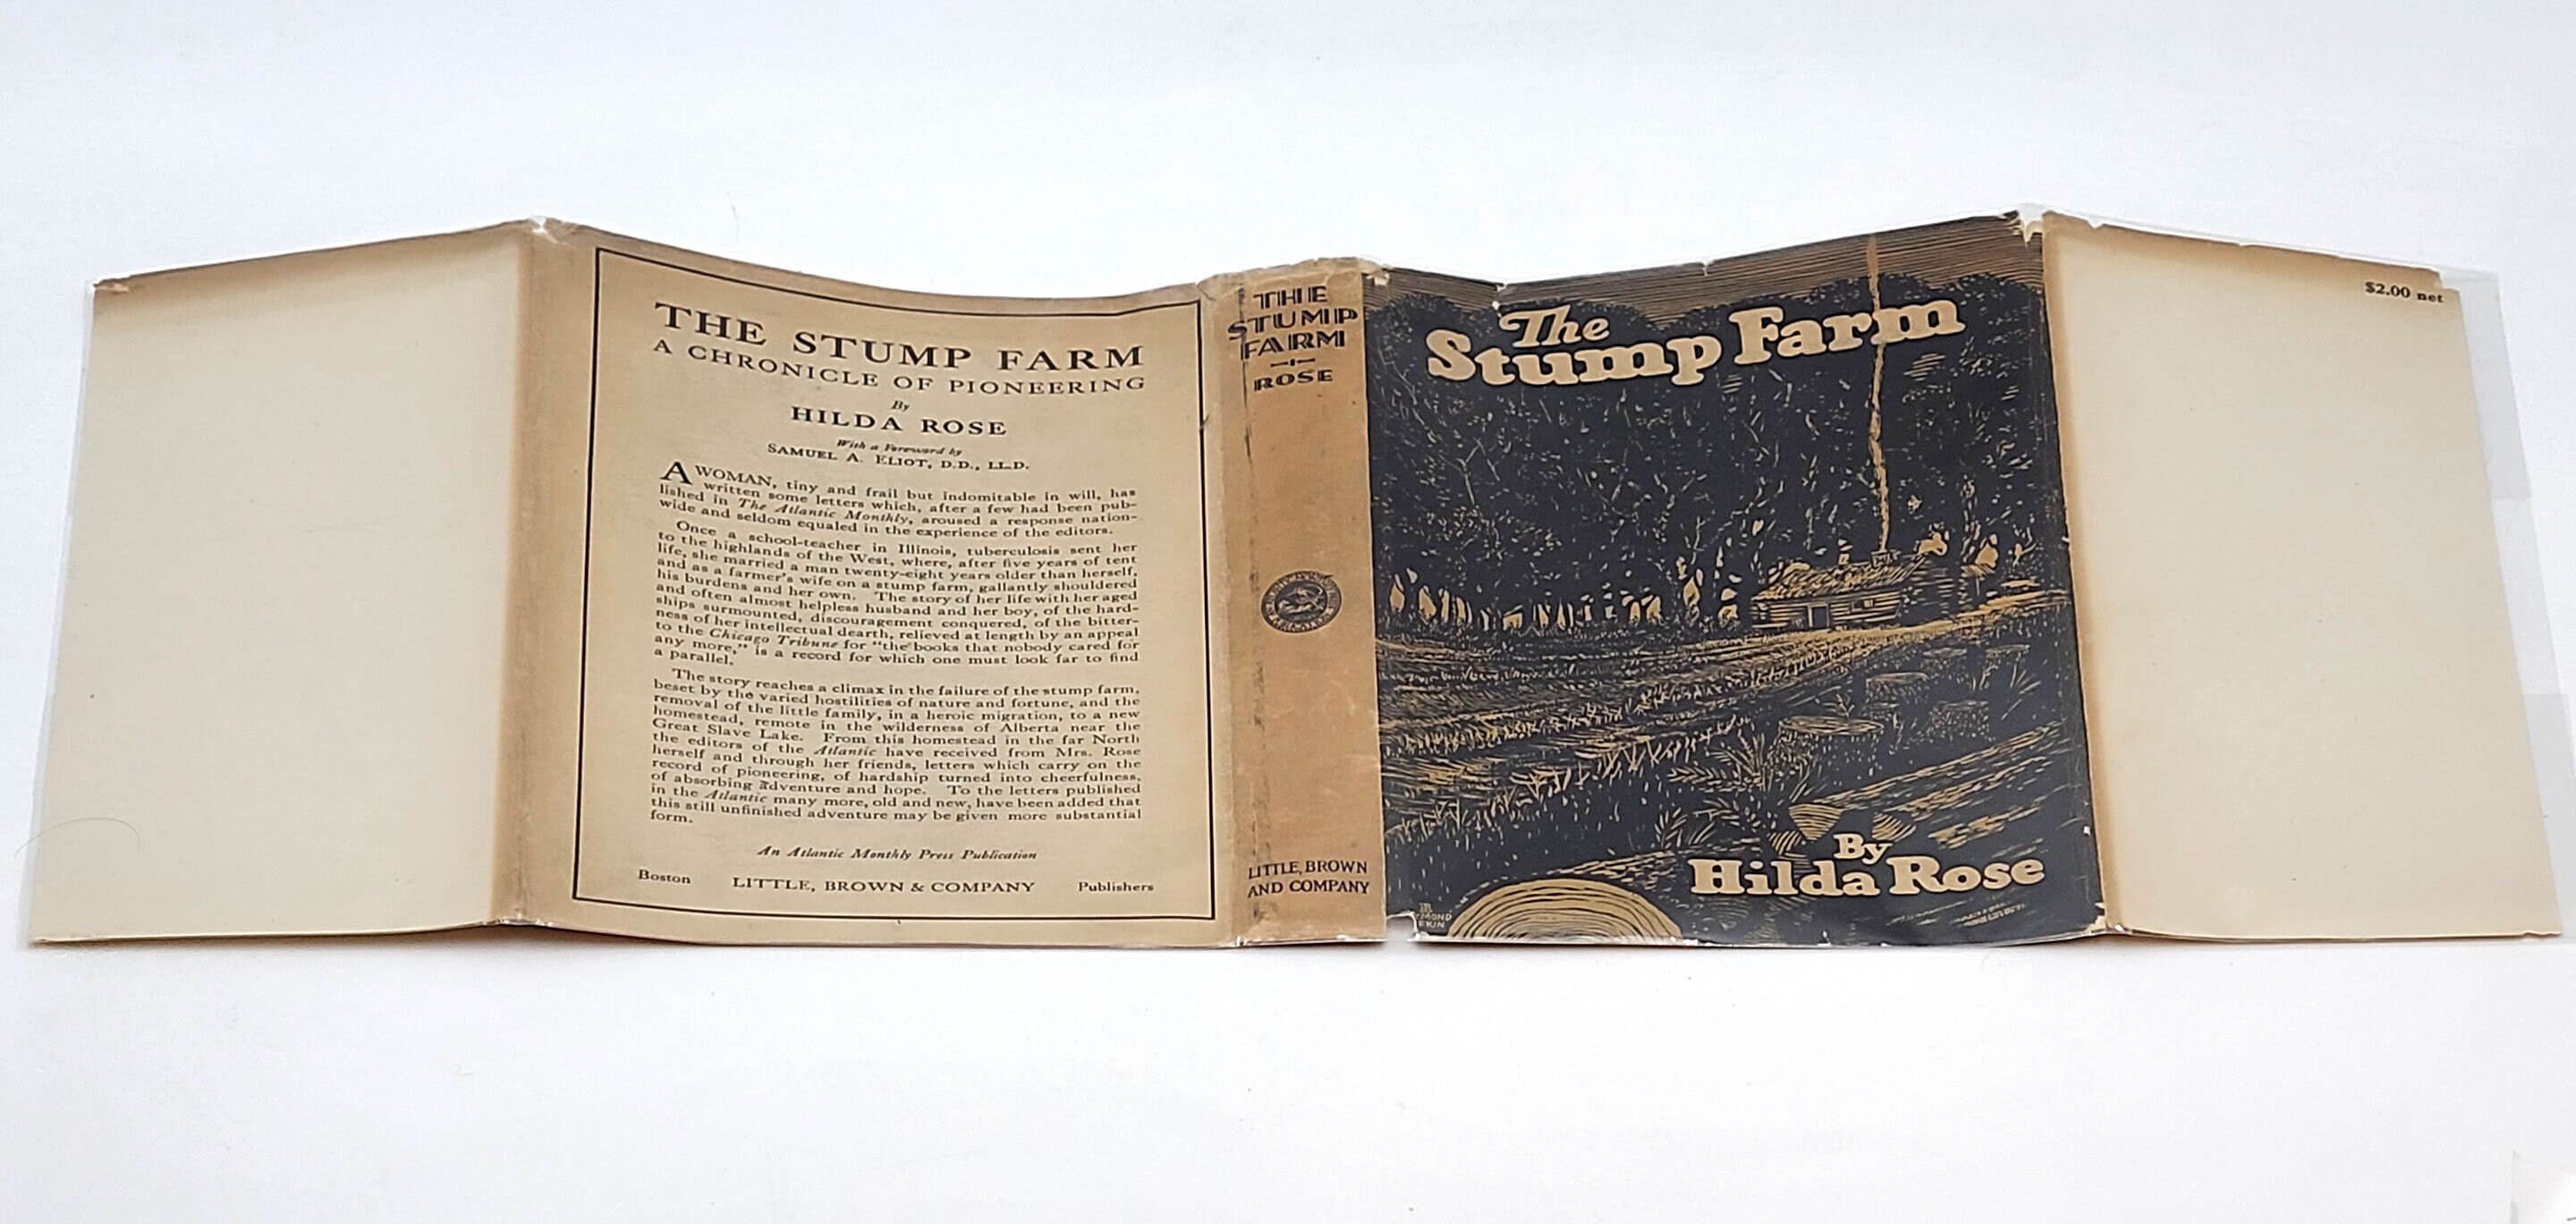 THE STUMP FARM
A CHRONICLE OF PIONEERING
By
HILDA ROSE
With a Foreword by
SAMUEL A. ELIOT, D.D., LL.D.
A WOMAN, tiny and frail but indomitable in will, has
written some letters which, after a few had been pub-
lished in The Atlantic Monthly, aroused a response nation-
wide and seldom equaled in the experience of the editors.
Once a school-teacher in Illinois, tuberculosis sent her
to the highlands of the West, where, after five years of tent
life, she married a man twenty-eight years older than herself,
and as a farmer's wife on a stump farm, gallantly shouldered
his burdens and her own. The story of her life with her aged
and often almost helpless husband and her boy, of the hard-
ships surmounted, discouragement conquered, of the bitter-
ness of her intellectual dearth, relieved at length by an appeal
to the Chicago Tribune for "the books that nobody cared for
any more," is a record for which one must look far to find
a parallel.
The story reaches a climax in the failure of the stump farm,
beset by the varied hostilities of nature and fortune, and the
removal of the little family, in a heroic migration, to a new
homestead, remote in the wilderness of Alberta near the
Great Slave Lake. From this homestead in the far North
the editors of the Atlantic have received from Mrs. Rose
herself and through her friends, letters which carry on the
record of pioneering, of hardship turned into cheerfulness,
of absorbing adventure and hope. To the letters published
in the Atlantic many more, old and new, have been added that
this still unfinished adventure may be given more substantial
form.
An Atlantic Monthly Press Publication
Boston LITTLE, BROWN & COMPANY Publishers
THE
STUMP
FARM
ROSE
LITTLE, BROWN
AND COMPANY
The
Stump Farm
By
Hilda Rose
$2.00 net